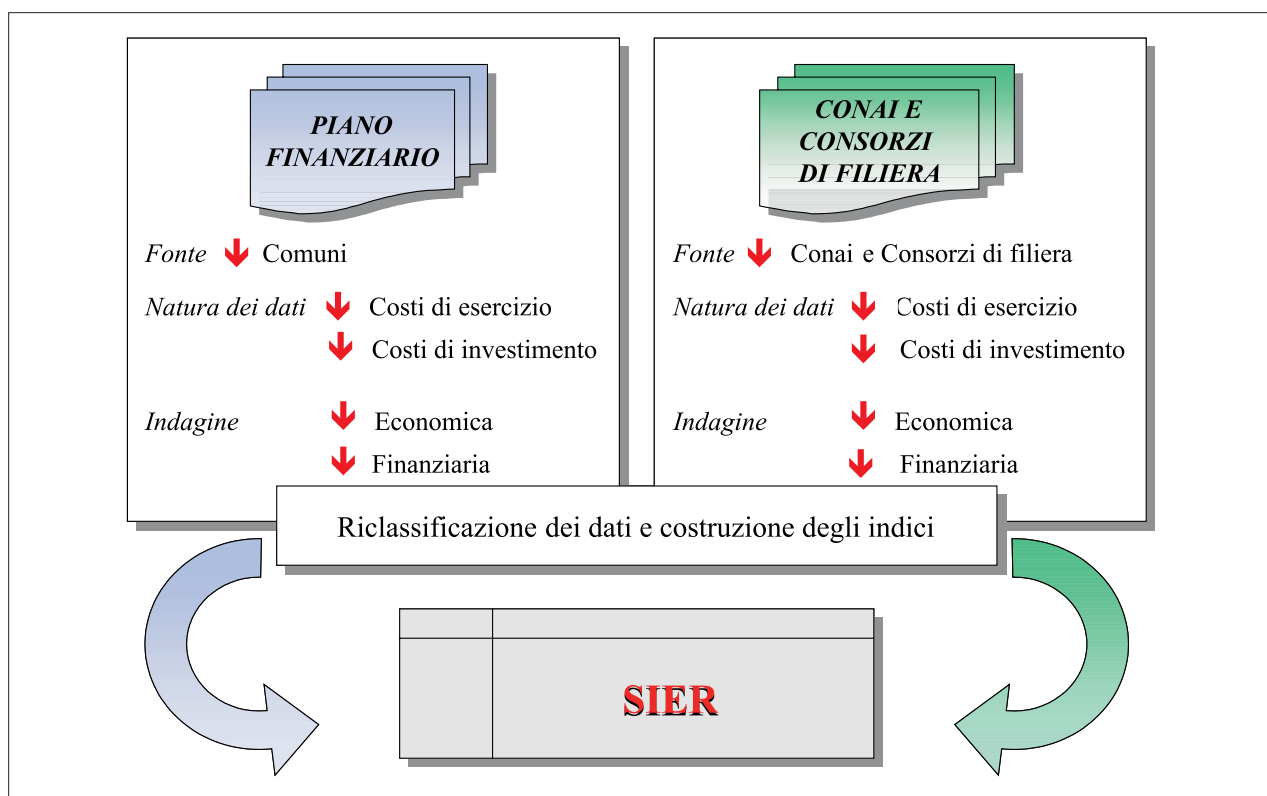 PIANO
FINANZIARIO
Fonte Comuni
Natura dei dati Costi di esercizio
Costi di investimento
Indagine Economica
Finanziaria
CONAI E
CONSORZI
DI FILIERA
Fonte Conai e Consorzi di filiera
Natura dei dati Costi di esercizio
Costi di investimento
Indagine Economica
Finanziaria
Riclassificazione dei dati e costruzione degli indici
SIER